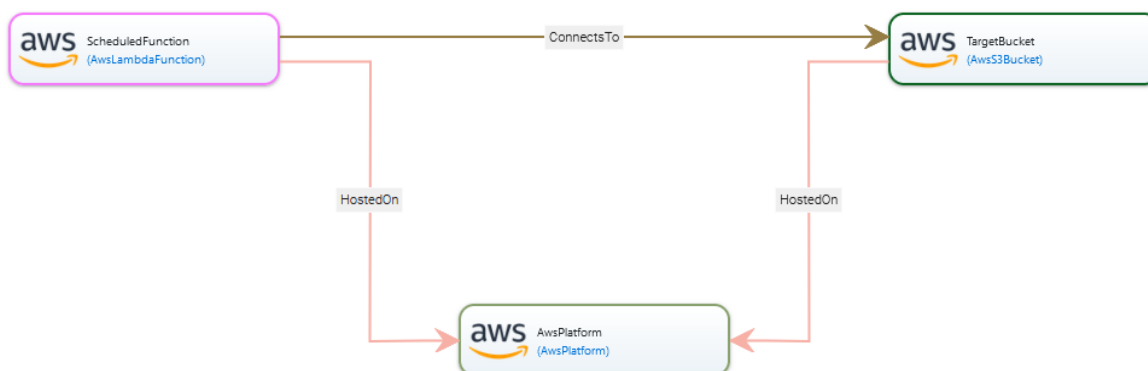 aws
ScheduledFunction
(AwsLambdaFunction)
ConnectsTo
aws
TargetBucket
(AwsS3Bucket)
HostedOn
HostedOn
aws
AwsPlatform
(AwsPlatform)